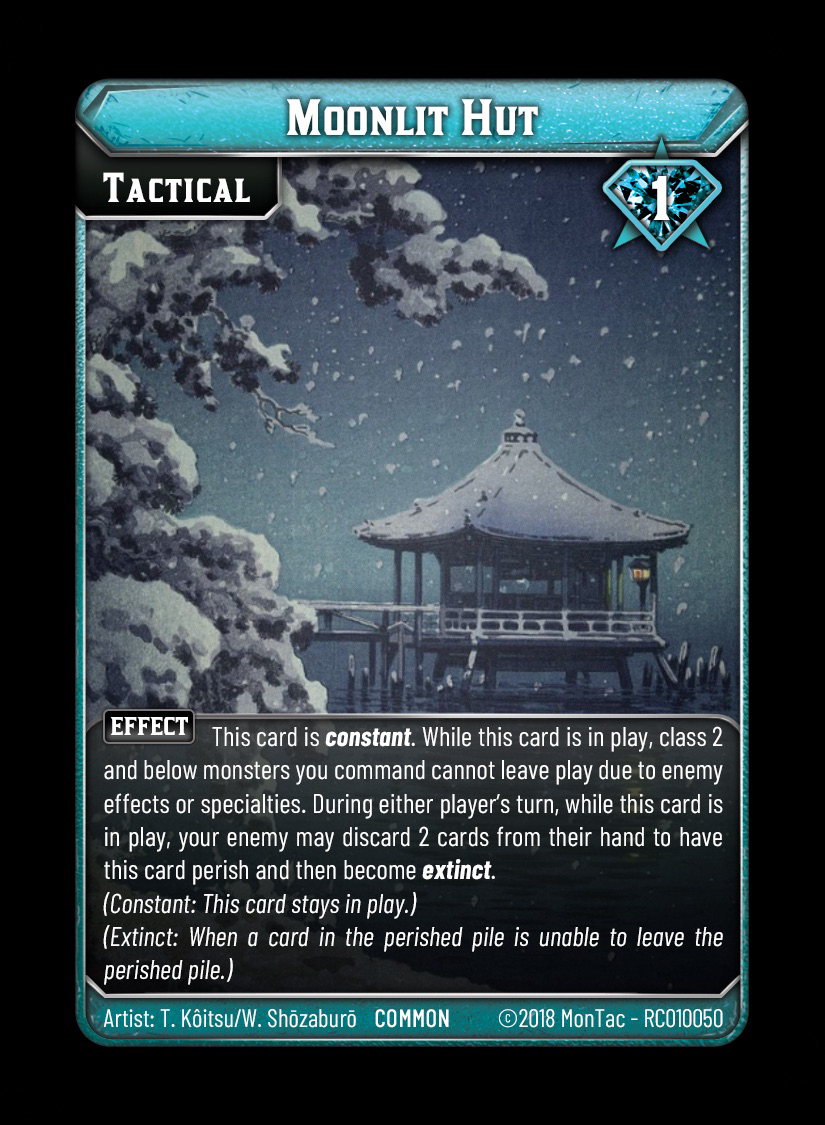 Moonlit Hut
Tactical
1
EFFECT This card is constant. While this card is in play, class 2
and below monsters you command cannot leave play due to enemy
effects or specialties. During either player's turn, while this card is
in play, your enemy may discard 2 cards from their hand to have
this card perish and then become extinct.
(Constant: This card stays in play.)
(Extinct: When a card in the perished pile is unable to leave the
perished pile.)
Artist: T. Kôitsu/W. Shōzaburō COMMON ©2018 MonTac - RC010050